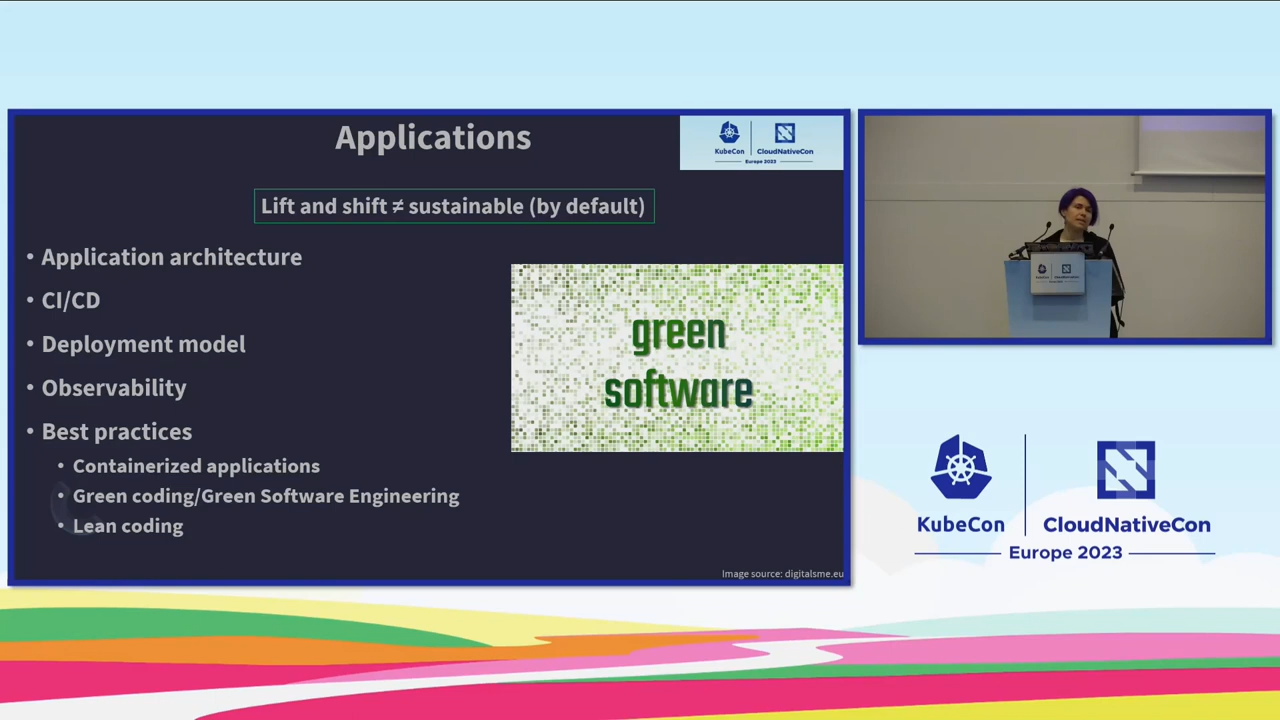 Applications
KubeCon
CloudNativeCon
Europe 2023
Lift and shift ≠ sustainable (by default)
• Application architecture
• CI/CD
• Deployment model
• Observability
• Best practices
• Containerized applications
• Green coding/Green Software Engineering
• Lean coding
green
software
Image source: digitalsme.eu
KubeCon
CloudNativeCon
Europe 2023